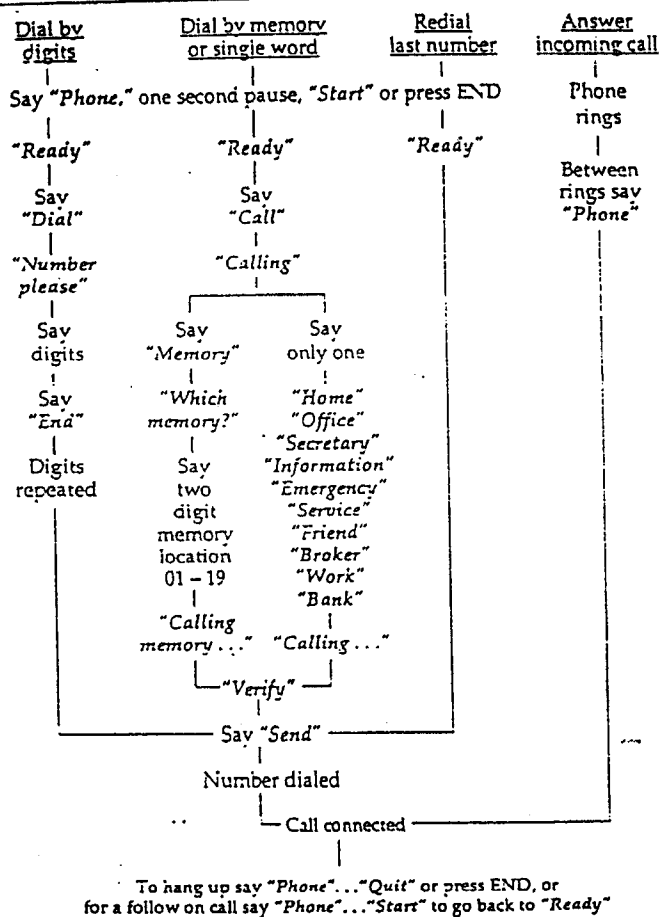 Dial by digits
Dial by memory or single word
Redial last number
Answer incoming call
Say "Phone," one second pause, "Start" or press END
Phone
rings
"Ready"
"Ready"
"Ready"
Between
rings say
"Phone"
Say
"Dial"
Say
"Call"
"Number
please"
"Calling"
Say
digits
Say
"Memory"
Say
only one
Say
"End"
"Which
memory?"
"Home"
"Office"
"Secretary"
"Information"
"Emergency"
"Service"
"Friend"
"Broker"
"Work"
"Bank"
Digits
repeated
Say
two
digit
memory
location
01 – 19
"Calling
memory . . ."
"Calling . . ."
"Verify"
Say "Send"
Number dialed
Call connected
To hang up say "Phone". . ."Quit" or press END, or
for a follow on call say "Phone". . ."Start" to go back to "Ready"